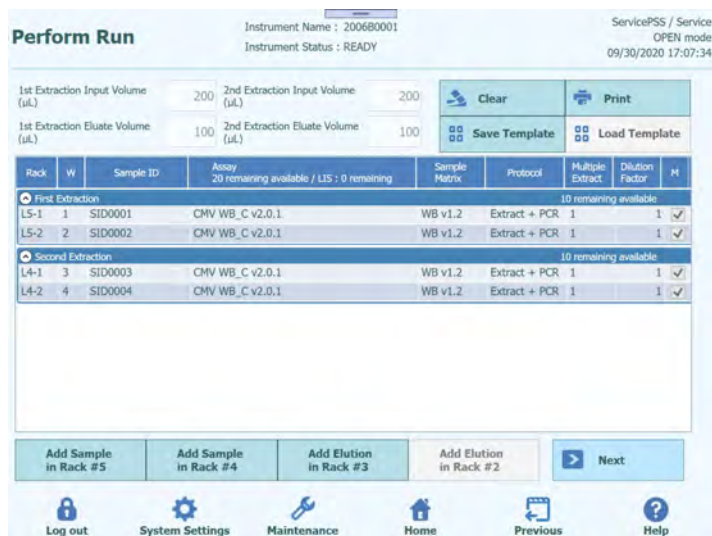 Perform Run
Instrument Name : 2006B0001
Instrument Status : READY
ServicePSS / Service
OPEN mode
09/30/2020 17:07:34
1st Extraction Input Volume
(uL)
200
2nd Extraction Input Volume
(uL)
200
Clear
Print
1st Extraction Eluate Volume
(uL)
100
2nd Extraction Eluate Volume
(uL)
100
Save Template
Load Template
Rack W Sample ID Assay
20 remaining available / LIS : 0 remaining
Sample
Matrix
Protocol
Multiple
Extract
Dilution
Factor
M
First Extraction 10 remaining available
L5-1 1 SID0001 CMV WB_C v2.0.1 WB v1.2 Extract + PCR 1 1
L5-2 2 SID0002 CMV WB_C v2.0.1 WB v1.2 Extract + PCR 1 1
Second Extraction 10 remaining available
L4-1 3 SID0003 CMV WB_C v2.0.1 WB v1.2 Extract + PCR 1 1
L4-2 4 SID0004 CMV WB_C v2.0.1 WB v1.2 Extract + PCR 1 1
Add Sample
in Rack #5
Add Sample
in Rack #4
Add Elution
in Rack #3
Add Elution
in Rack #2
Next
Log out
System Settings
Maintenance
Home
Previous
Help